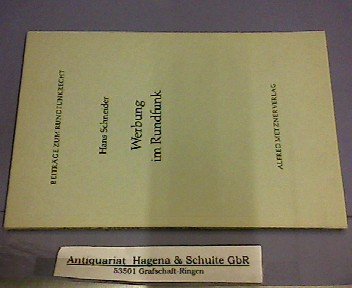 BEITRÄGE ZUM RUNDFUNKRECHT
Hans Schneider
Werbung
im Rundfunk
ALFRED METZNER VERLAG
Antiquariat Hagena & Schulte GbR
53501 Grafschaft-Ringen